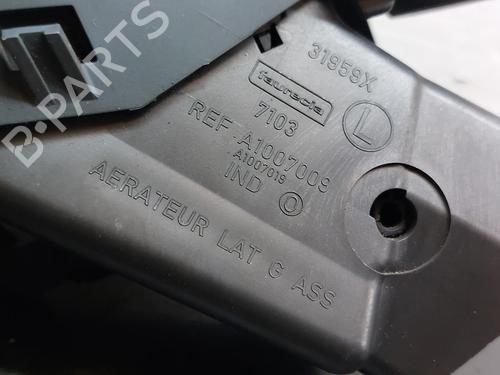 31859X
faurecia
L
7103
REF A1007009
A1007019
IND O
AERATEUR LAT G ASS
B-PARTS